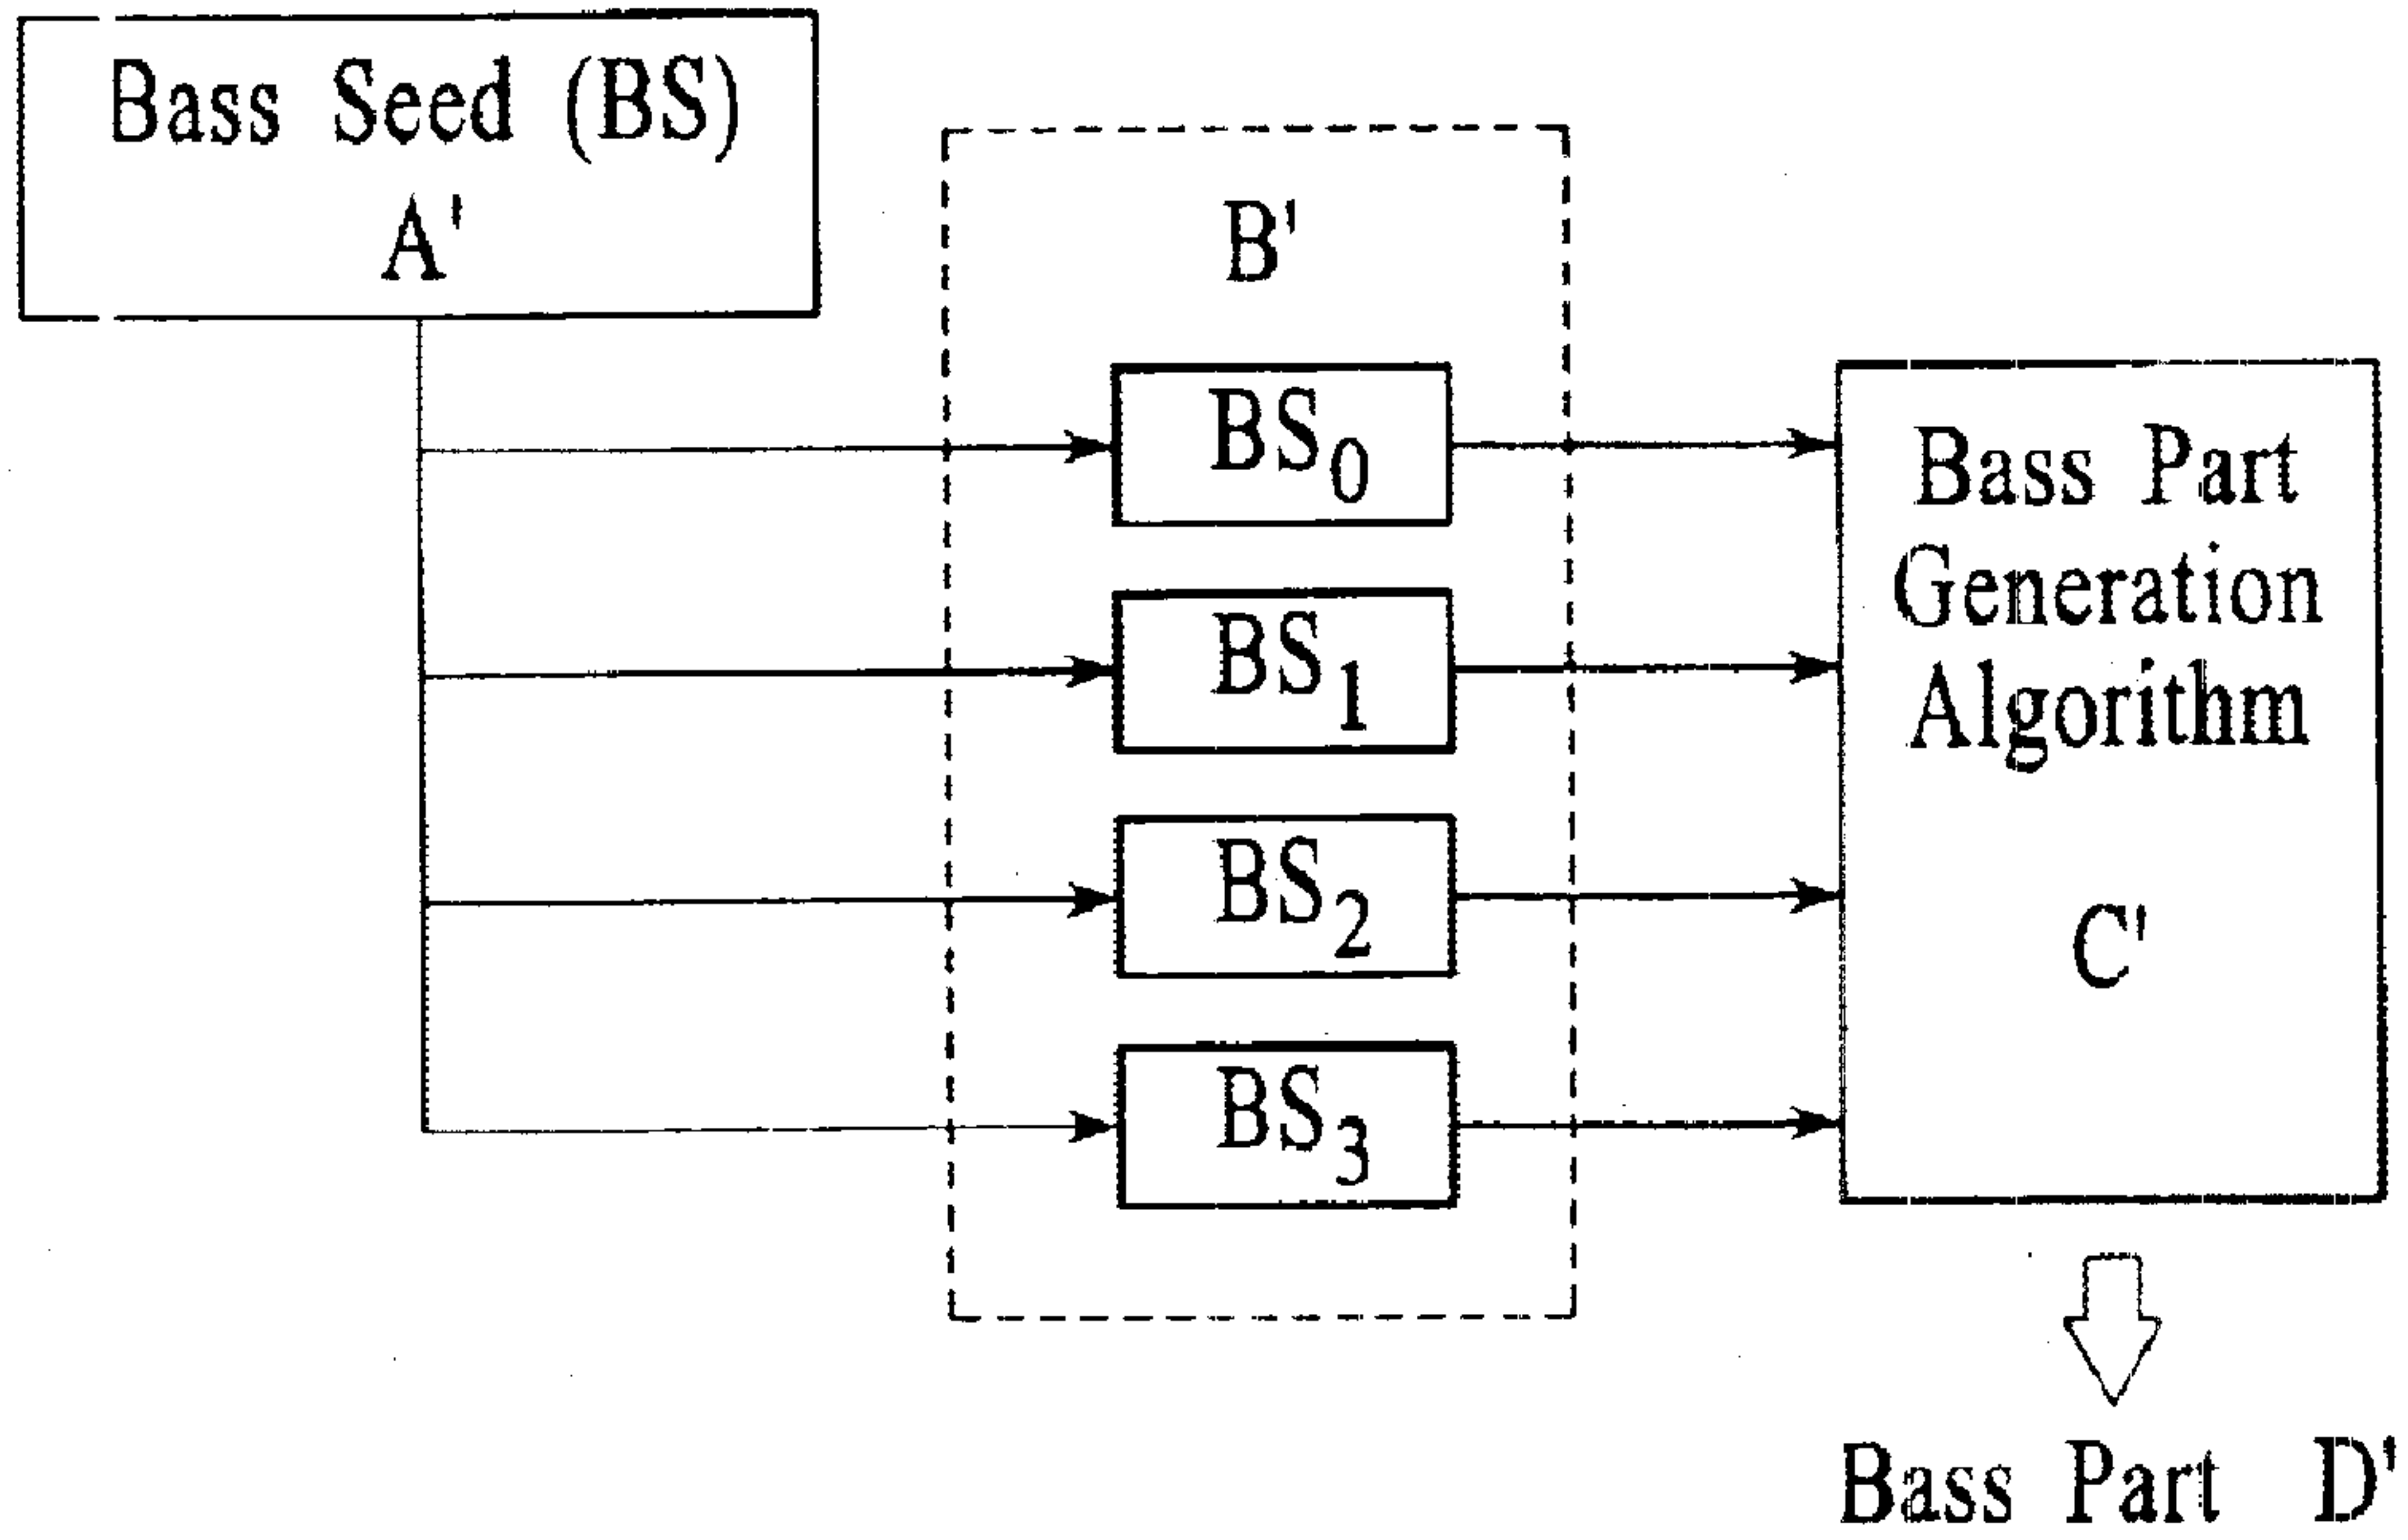 Bass Seed (BS)
A'
B'
BS₀
BS₁
BS₂
BS₃
Bass Part
Generation
Algorithm
C'
Bass Part D'